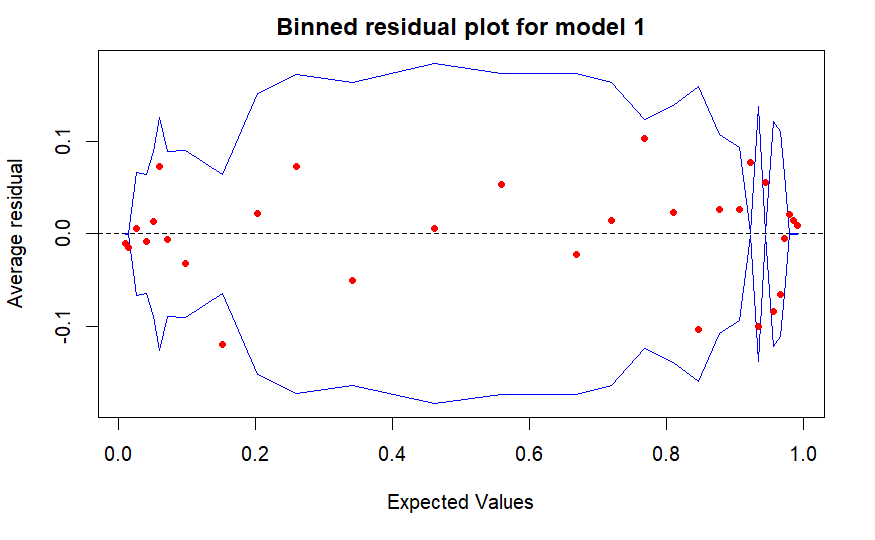 Binned residual plot for model 1
Average residual
0.1
0.0
-0.1
0.0 0.2 0.4 0.6 0.8 1.0
Expected Values